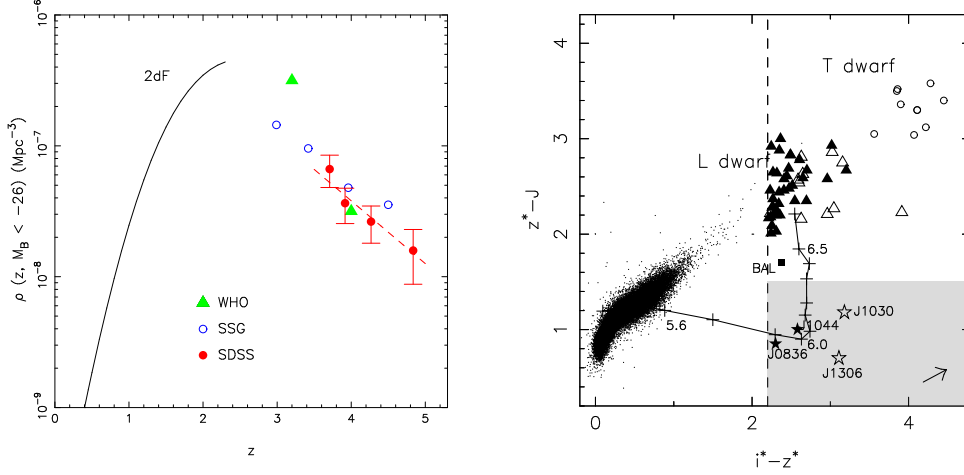 10⁻⁶
10⁻⁷
10⁻⁸
10⁻⁹
ρ (z, M_B < −26) (Mpc⁻³)
2dF
WHO
SSG
SDSS
0 1 2 3 4 5
z
4
3
2
1
z*−J
T dwarf
L dwarf
6.5
BAL
5.6
J1030
1044
6.0
J0836
J1306
0 2 4
i*−z*